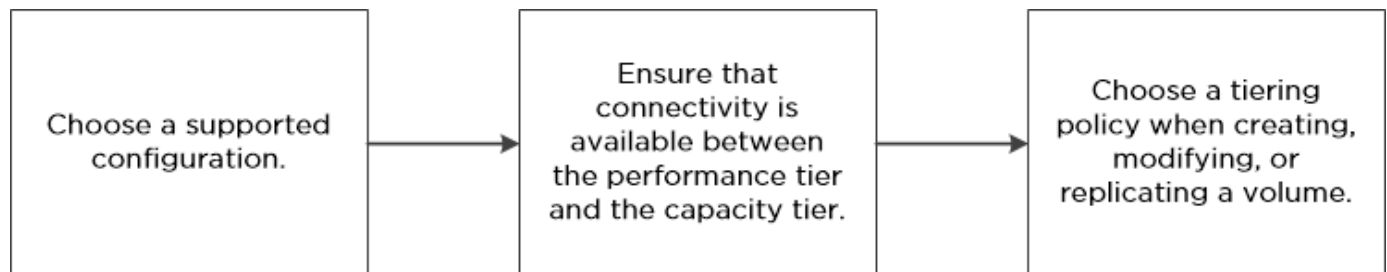 Choose a supported
configuration.
Ensure that
connectivity is
available between
the performance tier
and the capacity tier.
Choose a tiering
policy when creating,
modifying, or
replicating a volume.